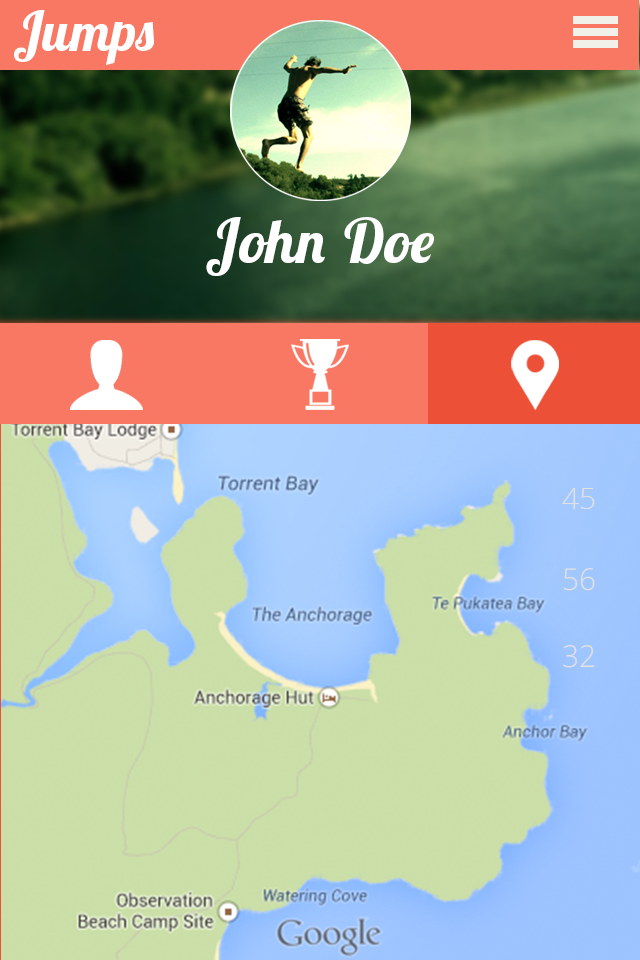 Jumps
John Doe
Torrent Bay Lodge
Torrent Bay
45
56
Te Pukatea Bay
The Anchorage
32
Anchorage Hut
Anchor Bay
Watering Cove
Observation
Beach Camp Site
Google